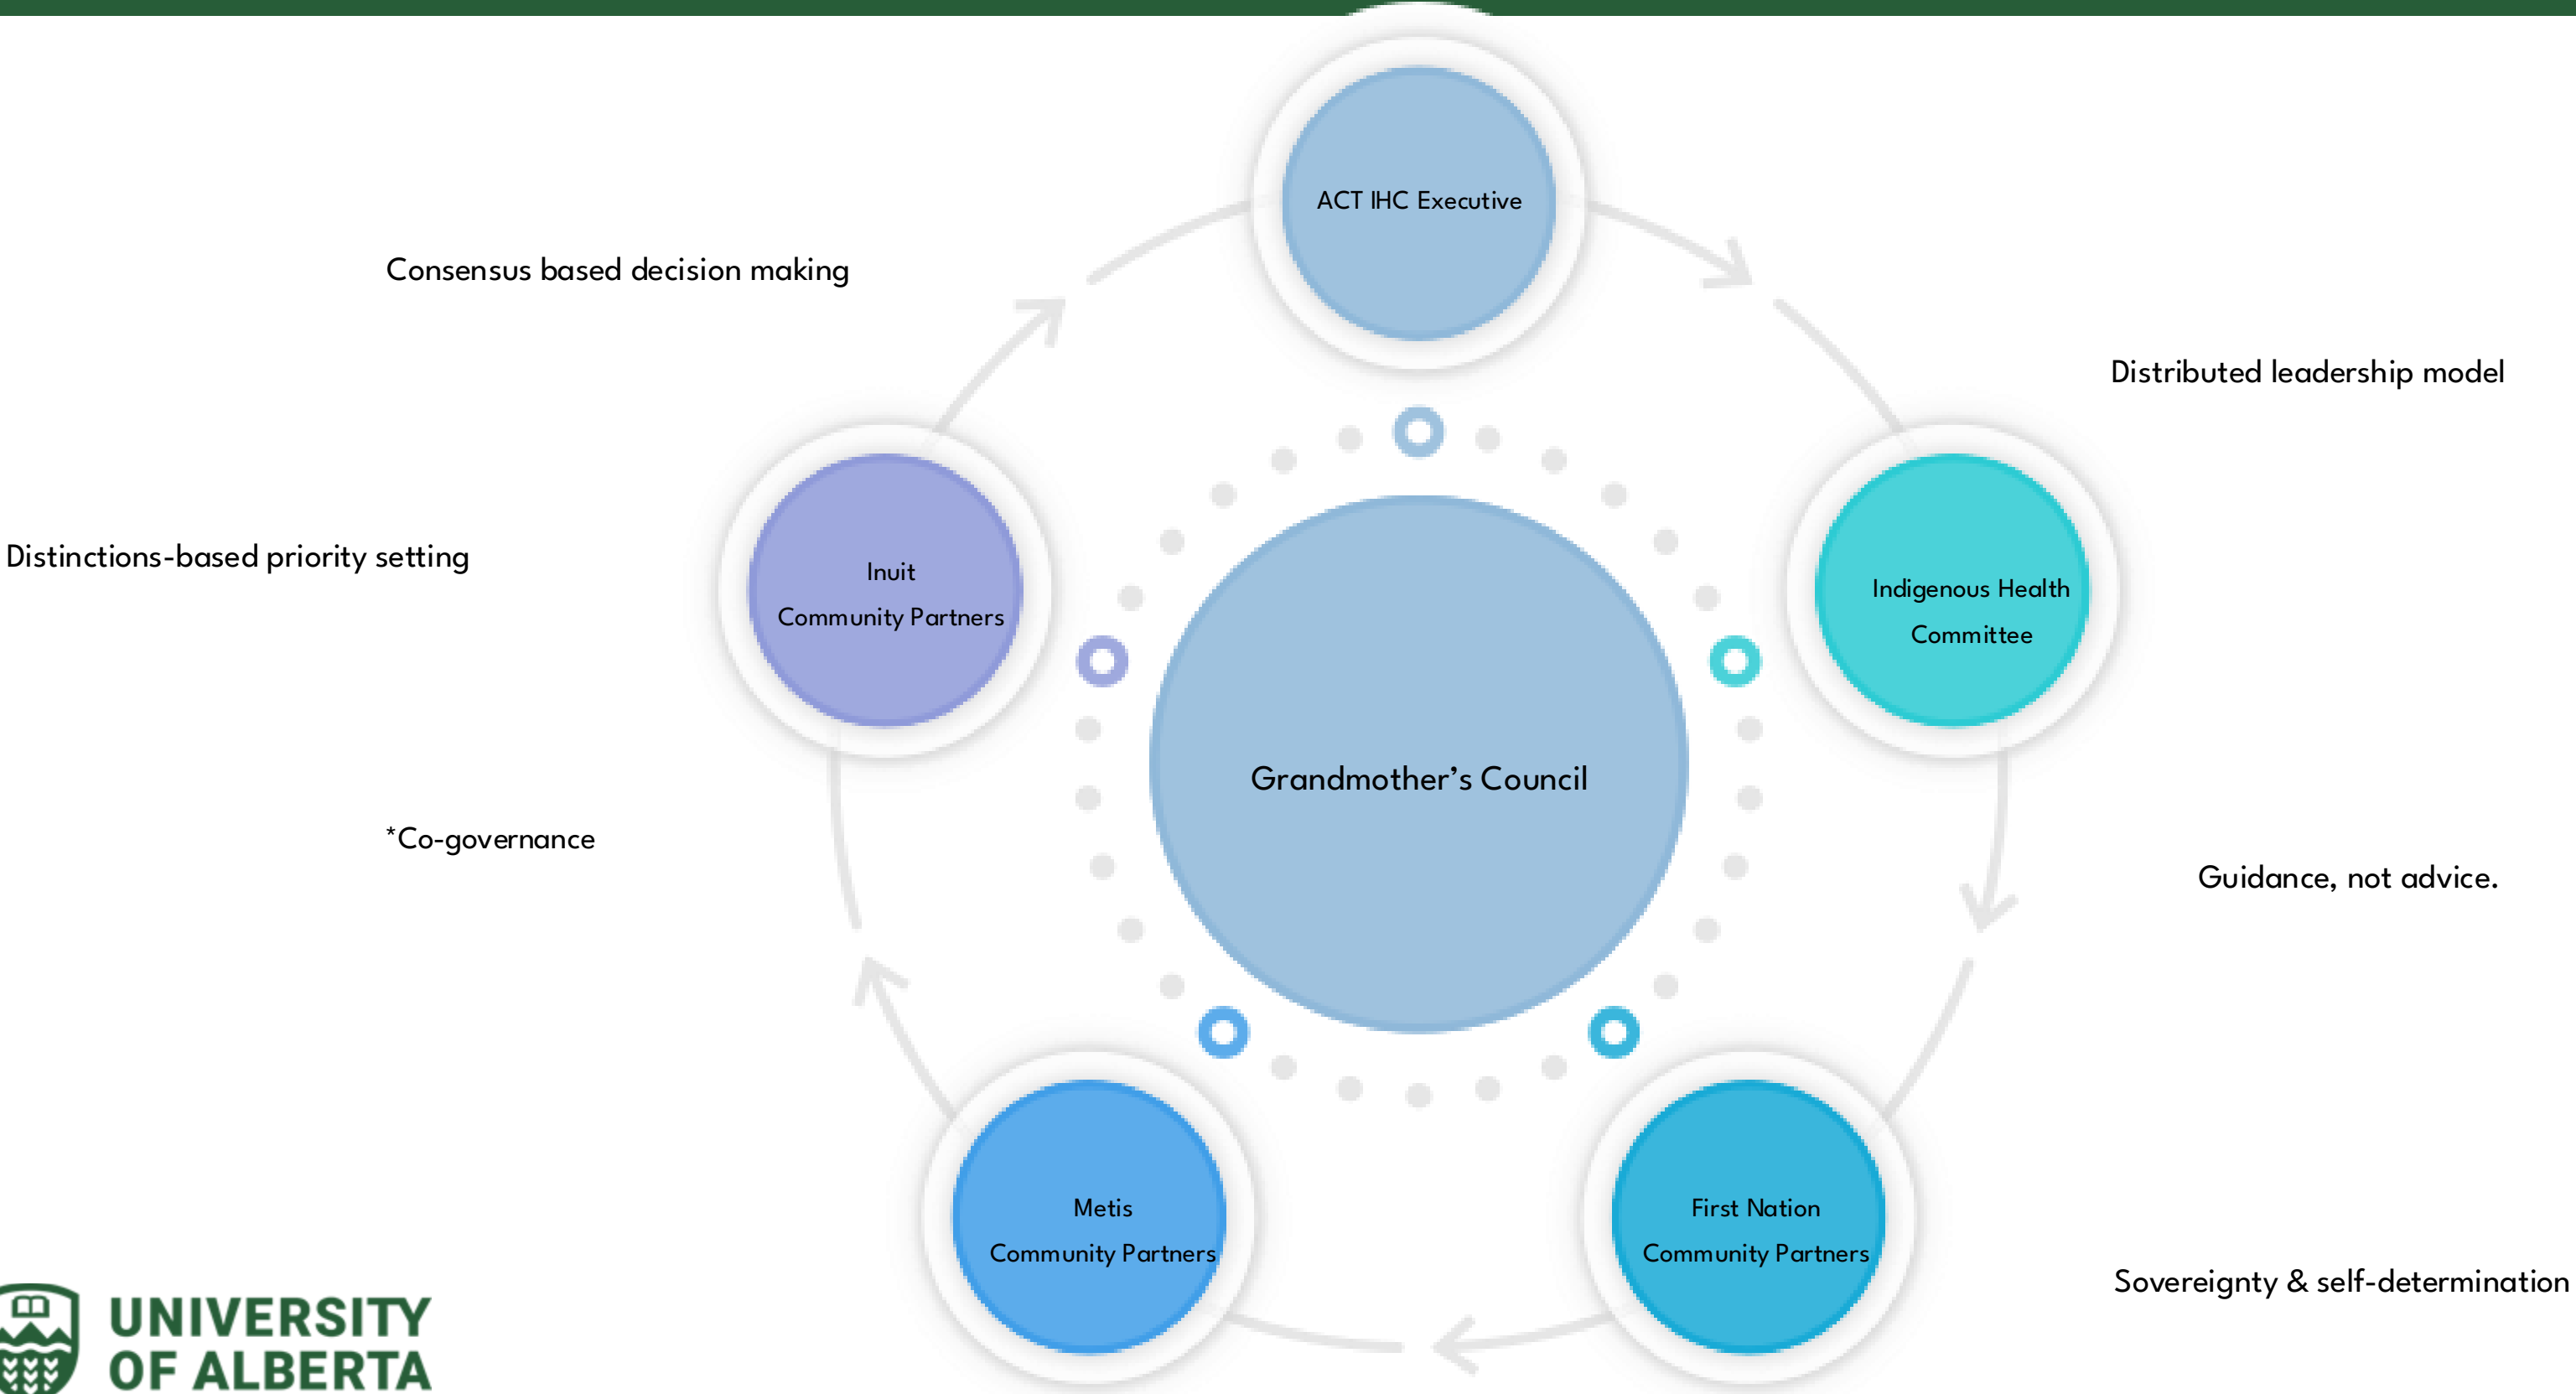 ACT IHC Executive
Consensus based decision making
Distributed leadership model
Distinctions-based priority setting
Inuit
Community Partners
Indigenous Health
Committee
Grandmother’s Council
*Co-governance
Guidance, not advice.
Metis
Community Partners
First Nation
Community Partners
Sovereignty & self-determination
UNIVERSITY
OF ALBERTA